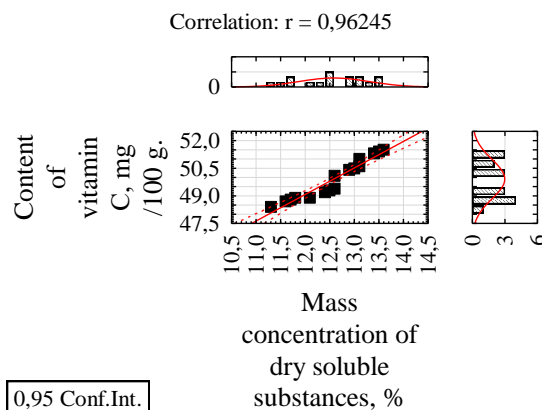 Correlation: r = 0,96245
0
Content
of
vitamin
C, mg
/100 g.
52,0
50,5
49,0
47,5
10,5
11,0
11,5
12,0
12,5
13,0
13,5
14,0
14,5
0
3
6
Mass
concentration of
dry soluble
substances, %
0,95 Conf.Int.